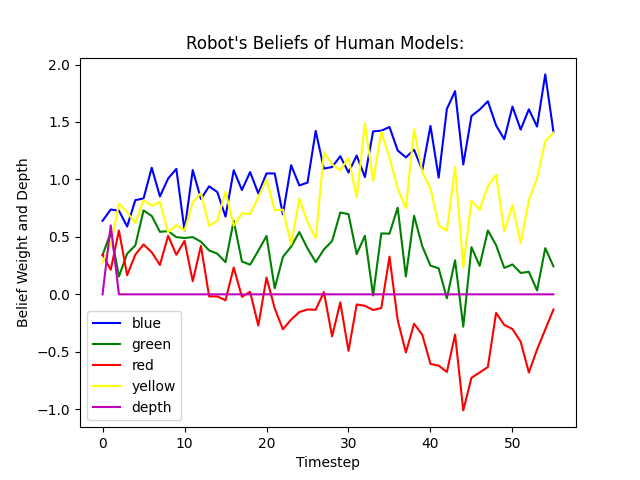 Robot's Beliefs of Human Models:
Belief Weight and Depth
2.0
1.5
1.0
0.5
0.0
−0.5
−1.0
blue
green
red
yellow
depth
0 10 20 30 40 50
Timestep